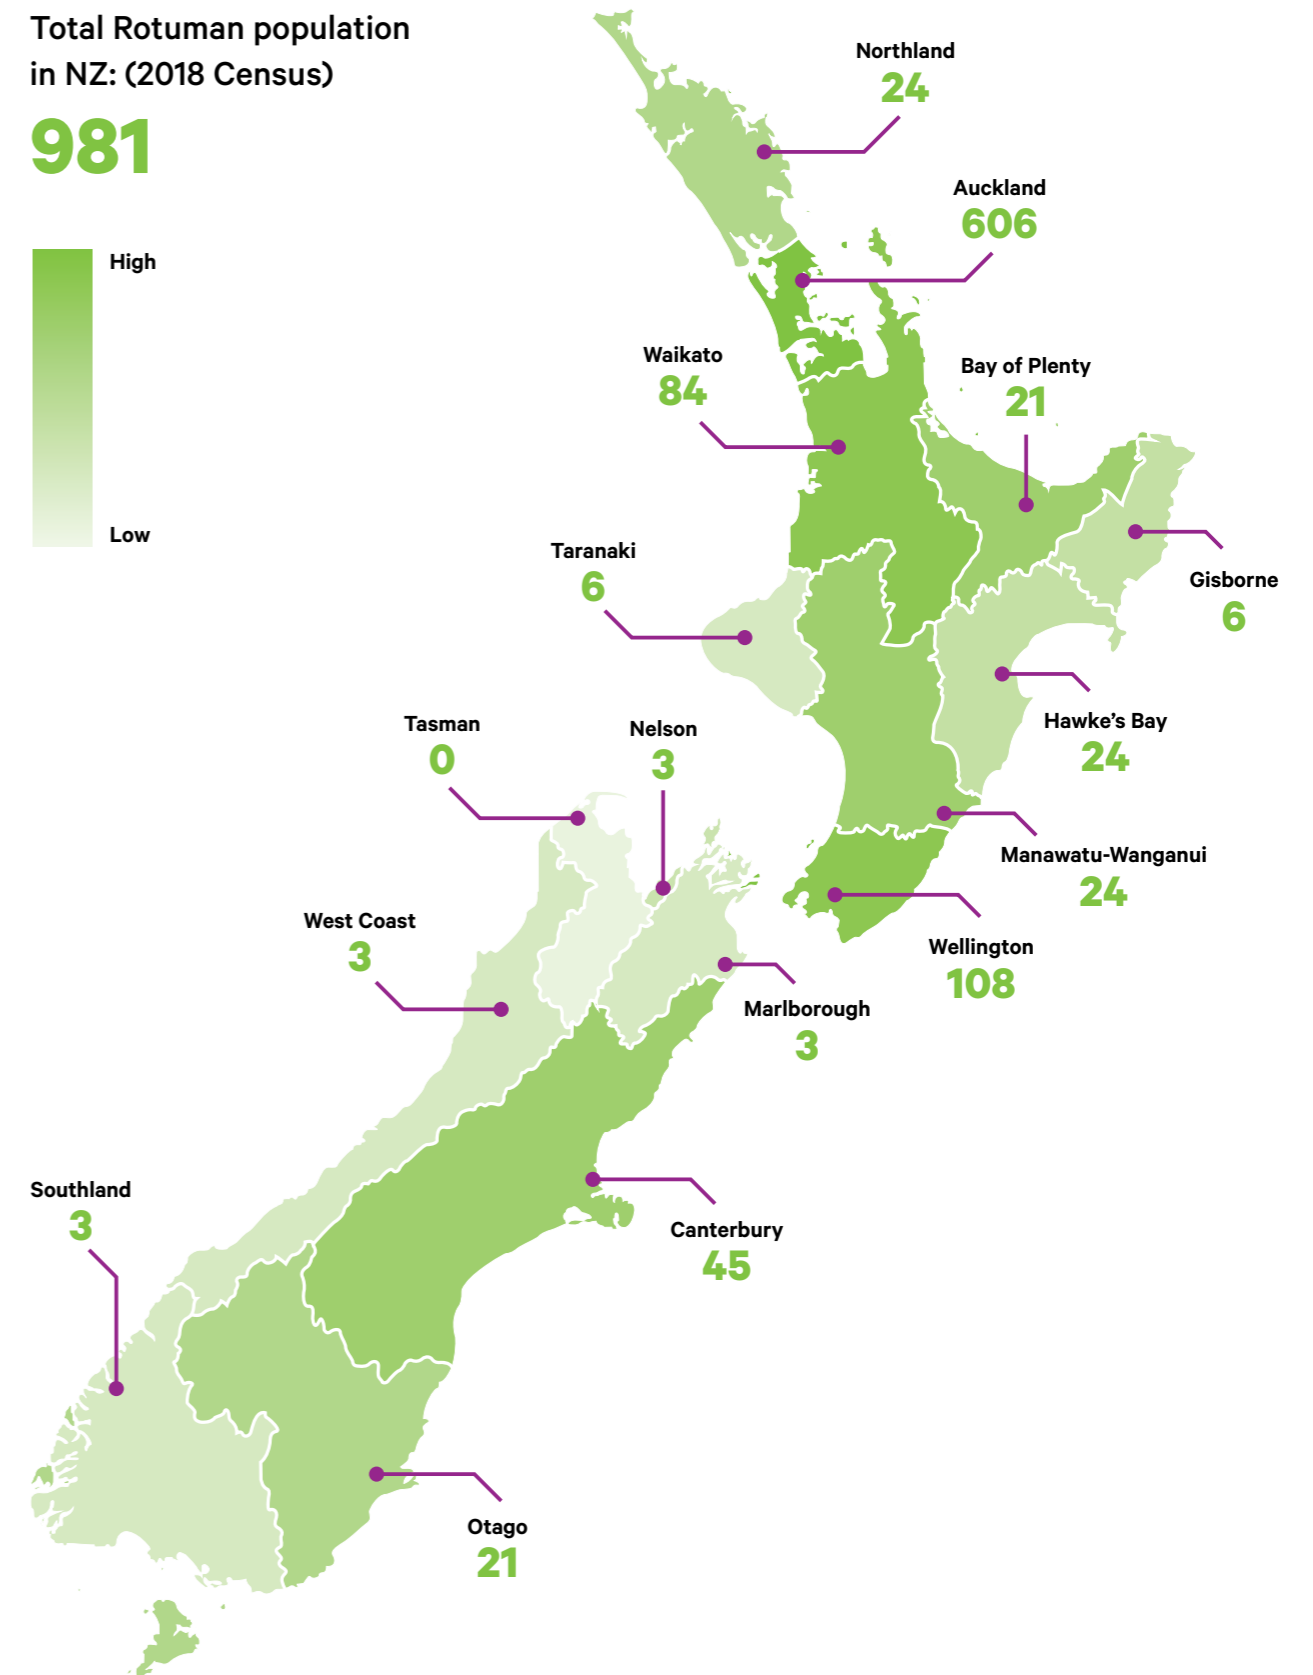 Total Rotuman population
in NZ: (2018 Census)
981
High
Low
Northland
24
Auckland
606
Waikato
84
Bay of Plenty
21
Taranaki
6
Gisborne
6
Hawke’s Bay
24
Tasman
0
Nelson
3
Manawatu-Wanganui
24
West Coast
3
Wellington
108
Marlborough
3
Southland
3
Canterbury
45
Otago
21